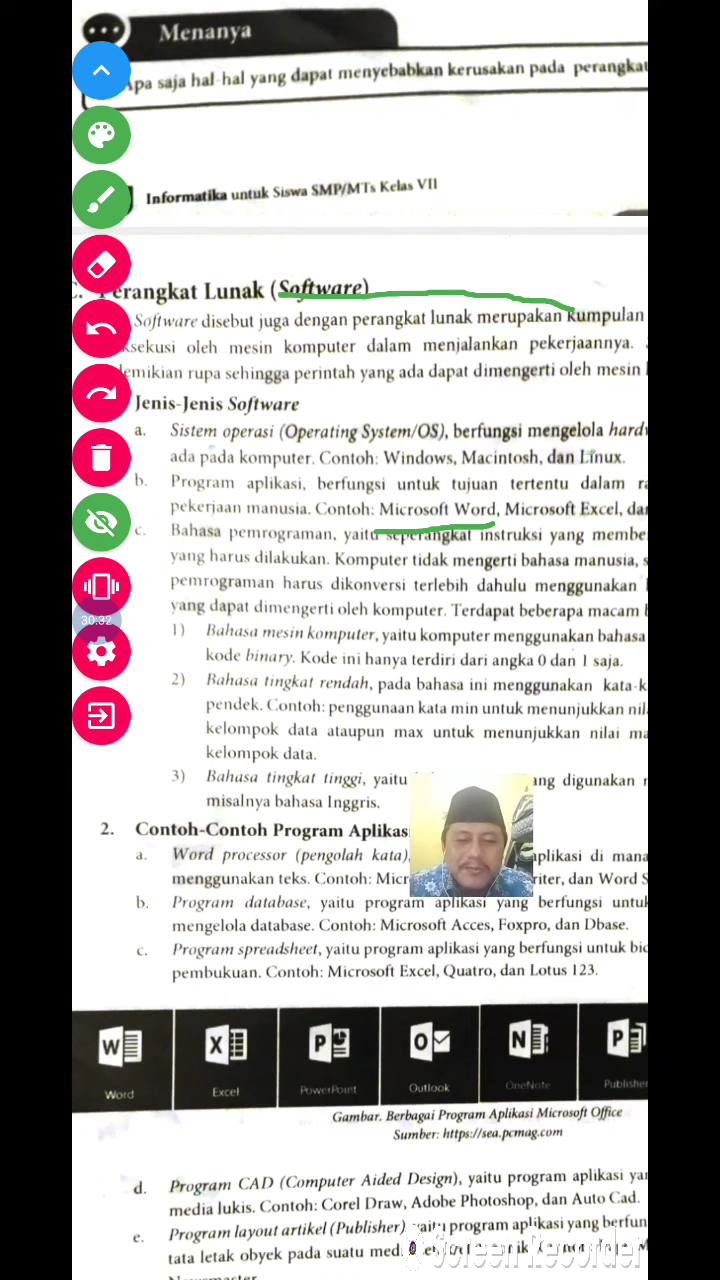 Menanya
Apa saja hal-hal yang dapat menyebabkan kerusakan pada perangkat
Informatika untuk Siswa SMP/MTs Kelas VII
C. Perangkat Lunak (Software)
Software disebut juga dengan perangkat lunak merupakan kumpulan
ksekusi oleh mesin komputer dalam menjalankan pekerjaannya.
emikian rupa sehingga perintah yang ada dapat dimengerti oleh mesin
Jenis-Jenis Software
a. Sistem operasi (Operating System/OS), berfungsi mengelola hardw
ada pada komputer. Contoh: Windows, Macintosh, dan Linux.
b. Program aplikasi, berfungsi untuk tujuan tertentu dalam ra
pekerjaan manusia. Contoh: Microsoft Word, Microsoft Excel, da
c. Bahasa pemrograman, yaitu seperangkat instruksi yang membe
yang harus dilakukan. Komputer tidak mengerti bahasa manusia, s
pemrograman harus dikonversi terlebih dahulu menggunakan
yang dapat dimengerti oleh komputer. Terdapat beberapa macam b
30:32
1) Bahasa mesin komputer, yaitu komputer menggunakan bahasa
kode binary. Kode ini hanya terdiri dari angka 0 dan 1 saja.
2) Bahasa tingkat rendah, pada bahasa ini menggunakan kata-k
pendek. Contoh: penggunaan kata min untuk menunjukkan nil
kelompok data ataupun max untuk menunjukkan nilai ma
kelompok data.
3) Bahasa tingkat tinggi, yaitu ang digunakan
misalnya bahasa Inggris.
2. Contoh-Contoh Program Aplikas
a. Word processor (pengolah kata), aplikasi di mana
menggunakan teks. Contoh: Micr riter, dan Word S
b. Program database, yaitu program aplikasi yang berfungsi untuk
mengelola database. Contoh: Microsoft Acces, Foxpro, dan Dbase.
c. Program spreadsheet, yaitu program aplikasi yang berfungsi untuk bid
pembukuan. Contoh: Microsoft Excel, Quatro, dan Lotus 123.
W X P O N P
Word Excel PowerPoint Outlook OneNote Publisher
Gambar. Berbagai Program Aplikasi Microsoft Office
Sumber: https://sea.pcmag.com
d. Program CAD (Computer Aided Design), yaitu program aplikasi ya
media lukis. Contoh: Corel Draw, Adobe Photoshop, dan Auto Cad.
e. Program layout artikel (Publisher) yaitu program aplikasi yang berfun
tata letak obyek pada suatu med
Screen Recorder